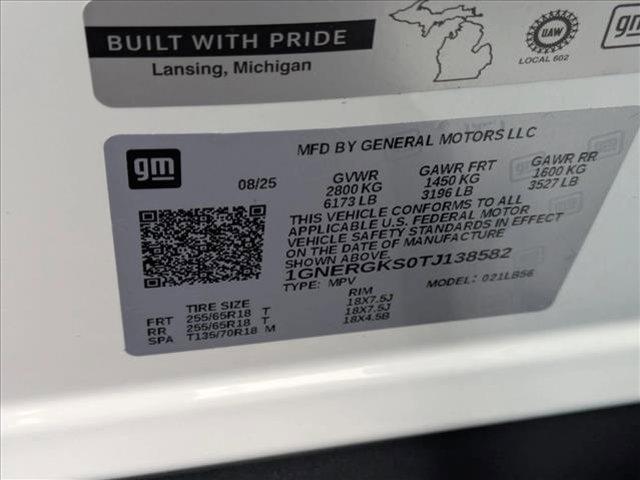 BUILT WITH PRIDE
Lansing, Michigan
UAW
LOCAL 602
gm
MFD BY GENERAL MOTORS LLC
gm
08/25
GVWR GAWR FRT GAWR RR
2800 KG 1450 KG 1600 KG
6173 LB 3196 LB 3527 LB
THIS VEHICLE CONFORMS TO ALL
APPLICABLE U.S. FEDERAL MOTOR
VEHICLE SAFETY STANDARDS IN EFFECT
ON THE DATE OF MANUFACTURE
SHOWN ABOVE.
1GNERGKS0TJ138582
TYPE: MPV MODEL: 021LB56
TIRE SIZE RIM
FRT 255/65R18 T 18X7.5J
RR 255/65R18 T 18X7.5J
SPA T135/70R18 M 18X4.5B